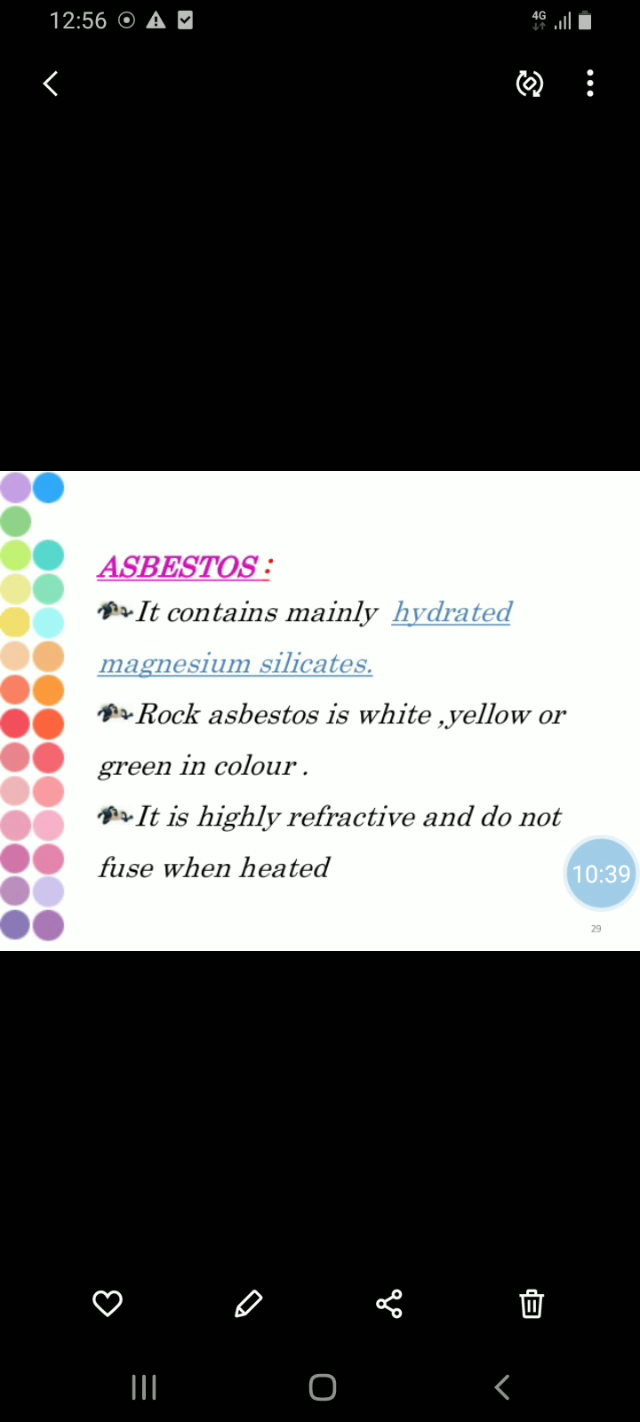 12:56
4G
ASBESTOS :
It contains mainly hydrated
magnesium silicates.
Rock asbestos is white ,yellow or
green in colour .
It is highly refractive and do not
fuse when heated
10:39
29